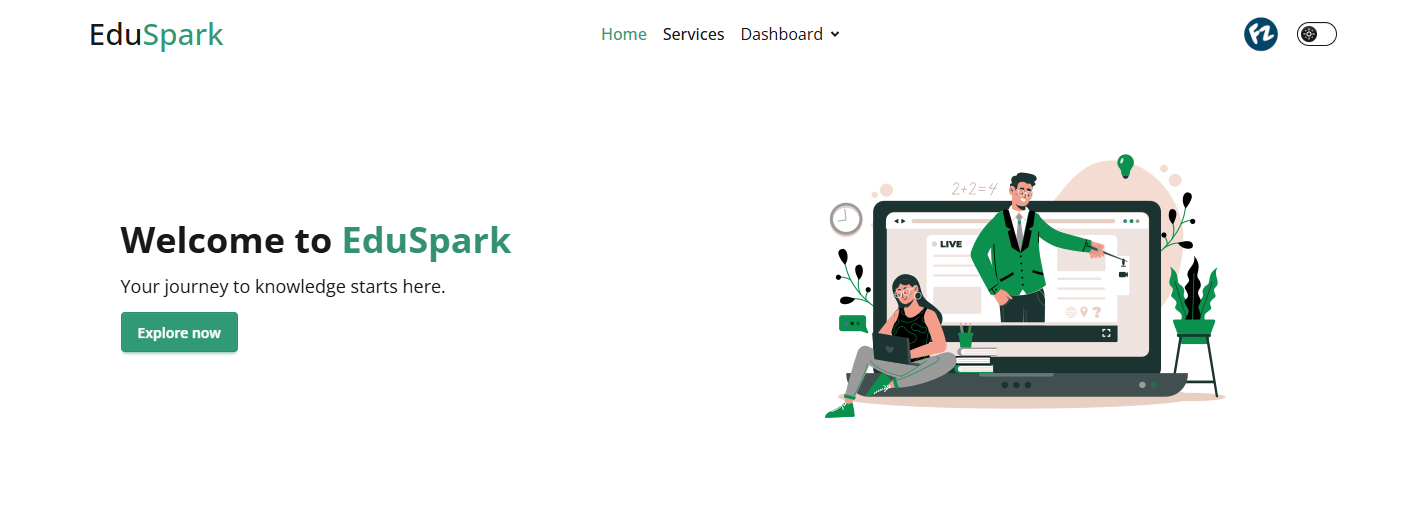 EduSpark
Home Services Dashboard
FZ
2+2=4
LIVE
Welcome to EduSpark
Your journey to knowledge starts here.
Explore now
?